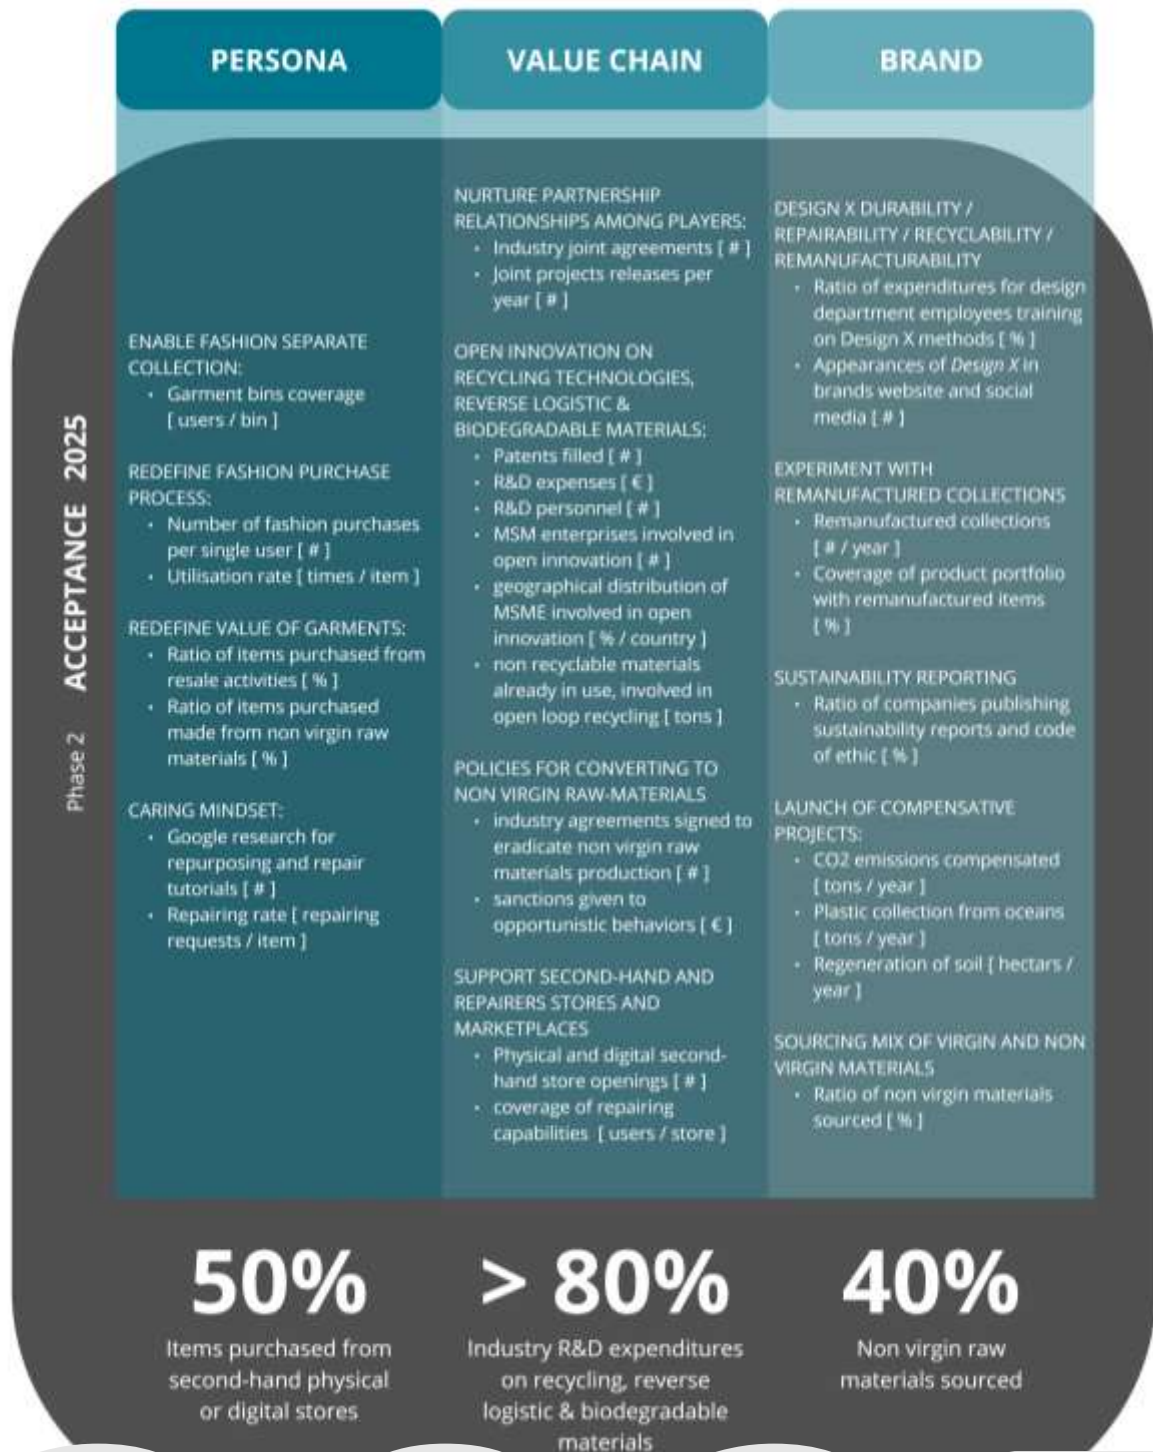 PERSONA
VALUE CHAIN
BRAND
Phase 2 ACCEPTANCE 2025
ENABLE FASHION SEPARATE
COLLECTION:
• Garment bins coverage
[ users / bin ]
REDEFINE FASHION PURCHASE
PROCESS:
• Number of fashion purchases
per single user [ # ]
• Utilisation rate [ times / item ]
REDEFINE VALUE OF GARMENTS:
• Ratio of items purchased from
resale activities [ % ]
• Ratio of items purchased
made from non virgin raw
materials [ % ]
CARING MINDSET:
• Google research for
repurposing and repair
tutorials [ # ]
• Repairing rate [ repairing
requests / item ]
NURTURE PARTNERSHIP
RELATIONSHIPS AMONG PLAYERS:
• Industry joint agreements [ # ]
• Joint projects releases per
year [ # ]
OPEN INNOVATION ON
RECYCLING TECHNOLOGIES,
REVERSE LOGISTIC &
BIODEGRADABLE MATERIALS:
• Patents filled [ # ]
• R&D expenses [ € ]
• R&D personnel [ # ]
• MSM enterprises involved in
open innovation [ # ]
• geographical distribution of
MSME involved in open
innovation [ % / country ]
• non recyclable materials
already in use, involved in
open loop recycling [ tons ]
POLICIES FOR CONVERTING TO
NON VIRGIN RAW-MATERIALS
• industry agreements signed to
eradicate non virgin raw
materials production [ # ]
• sanctions given to
opportunistic behaviors [ € ]
SUPPORT SECOND-HAND AND
REPAIRERS STORES AND
MARKETPLACES
• Physical and digital second-
hand store openings [ # ]
• coverage of repairing
capabilities [ users / store ]
DESIGN X DURABILITY /
REPAIRABILITY / RECYCLABILITY /
REMANUFACTURABILITY
• Ratio of expenditures for design
department employees training
on Design X methods [ % ]
• Appearances of Design X in
brands website and social
media [ # ]
EXPERIMENT WITH
REMANUFACTURED COLLECTIONS
• Remanufactured collections
[ # / year ]
• Coverage of product portfolio
with remanufactured items
[ % ]
SUSTAINABILITY REPORTING
• Ratio of companies publishing
sustainability reports and code
of ethic [ % ]
LAUNCH OF COMPENSATIVE
PROJECTS:
• CO2 emissions compensated
[ tons / year ]
• Plastic collection from oceans
[ tons / year ]
• Regeneration of soil [ hectars /
year ]
SOURCING MIX OF VIRGIN AND NON
VIRGIN MATERIALS
• Ratio of non virgin materials
sourced [ % ]
50%
Items purchased from
second-hand physical
or digital stores
> 80%
Industry R&D expenditures
on recycling, reverse
logistic & biodegradable
materials
40%
Non virgin raw
materials sourced